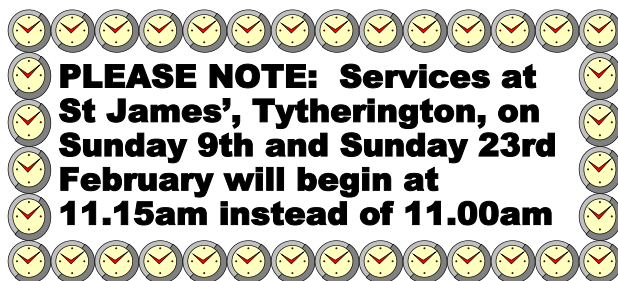 PLEASE NOTE:  Services at
St James’, Tytherington, on
Sunday 9th and Sunday 23rd
February will begin at
11.15am instead of 11.00am